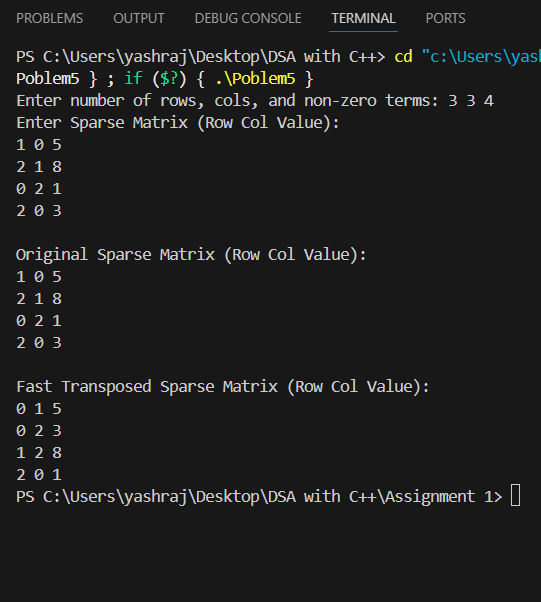 PROBLEMS OUTPUT DEBUG CONSOLE TERMINAL PORTS
PS C:\Users\yashraj\Desktop\DSA with C++> cd "c:\Users\yash
Poblem5 } ; if ($?) { .\Poblem5 }
Enter number of rows, cols, and non-zero terms: 3 3 4
Enter Sparse Matrix (Row Col Value):
1 0 5
2 1 8
0 2 1
2 0 3
Original Sparse Matrix (Row Col Value):
1 0 5
2 1 8
0 2 1
2 0 3
Fast Transposed Sparse Matrix (Row Col Value):
0 1 5
0 2 3
1 2 8
2 0 1
PS C:\Users\yashraj\Desktop\DSA with C++\Assignment 1>